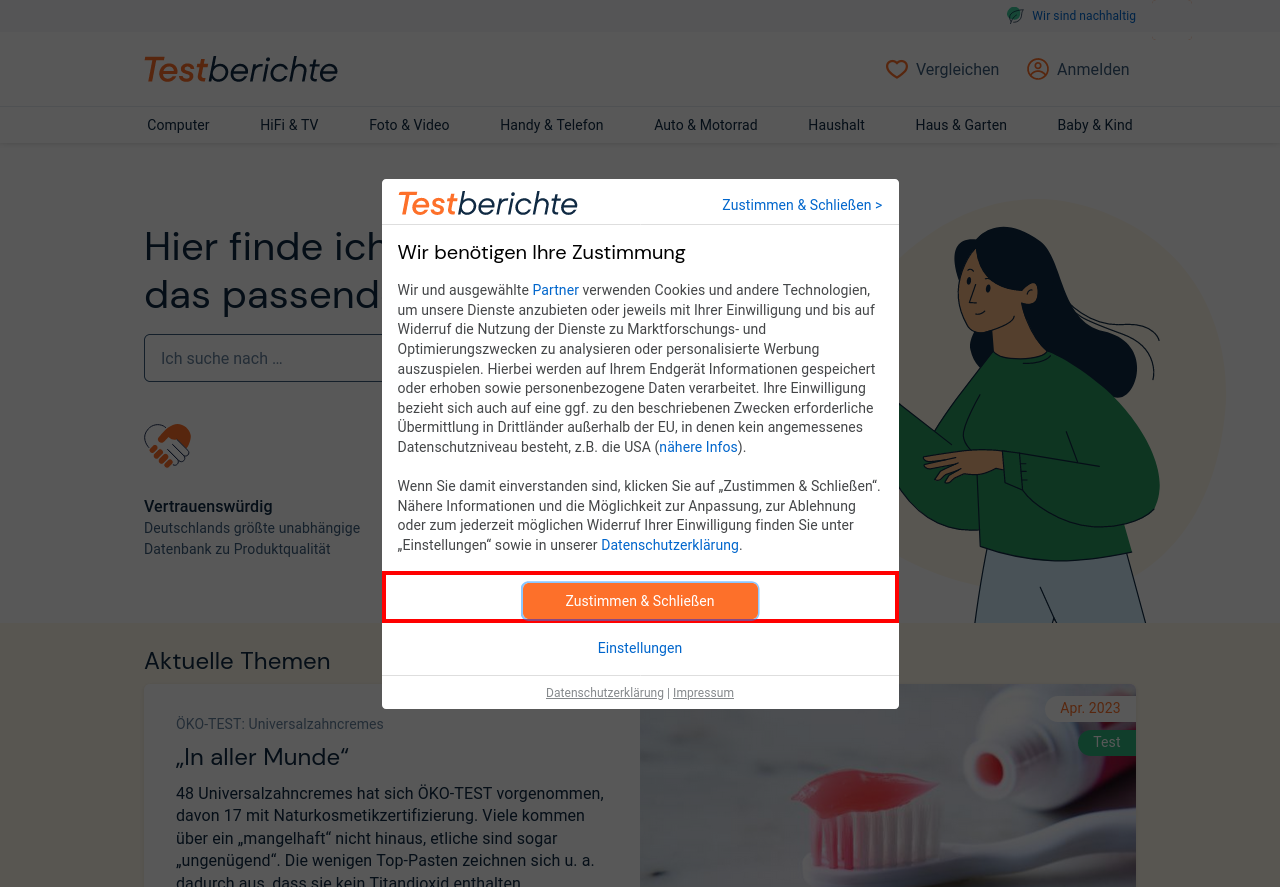 Wir sind nachhaltig
Testberichte
Vergleichen
Anmelden
Computer
HiFi & TV
Foto & Video
Handy & Telefon
Auto & Motorrad
Haushalt
Haus & Garten
Baby & Kind
Testberichte
Zustimmen & Schließen >
Wir benötigen Ihre Zustimmung
Wir und ausgewählte Partner verwenden Cookies und andere Technologien,
um unsere Dienste anzubieten oder jeweils mit Ihrer Einwilligung und bis auf
Widerruf die Nutzung der Dienste zu Marktforschungs- und
Optimierungszwecken zu analysieren oder personalisierte Werbung
auszuspielen. Hierbei werden auf Ihrem Endgerät Informationen gespeichert
oder erhoben sowie personenbezogene Daten verarbeitet. Ihre Einwilligung
bezieht sich auch auf eine ggf. zu den beschriebenen Zwecken erforderliche
Übermittlung in Drittländer außerhalb der EU, in denen kein angemessenes
Datenschutzniveau besteht, z.B. die USA (nähere Infos).
Wenn Sie damit einverstanden sind, klicken Sie auf „Zustimmen & Schließen“.
Nähere Informationen und die Möglichkeit zur Anpassung, zur Ablehnung
oder zum jederzeit möglichen Widerruf Ihrer Einwilligung finden Sie unter
„Einstellungen“ sowie in unserer Datenschutzerklärung.
Zustimmen & Schließen
Einstellungen
Datenschutzerklärung | Impressum
Hier finde ich
das passend
Ich suche nach ...
Vertrauenswürdig
Deutschlands größte unabhängige
Datenbank zu Produktqualität
Aktuelle Themen
ÖKO-TEST: Universalzahncremes
„In aller Munde“
48 Universalzahncremes hat sich ÖKO-TEST vorgenommen,
davon 17 mit Naturkosmetikzertifizierung. Viele kommen
über ein „mangelhaft“ nicht hinaus, etliche sind sogar
„ungenügend“. Die wenigen Top-Pasten zeichnen sich u. a.
dadurch aus, dass sie kein Titandioxid enthalten
Apr. 2023
Test